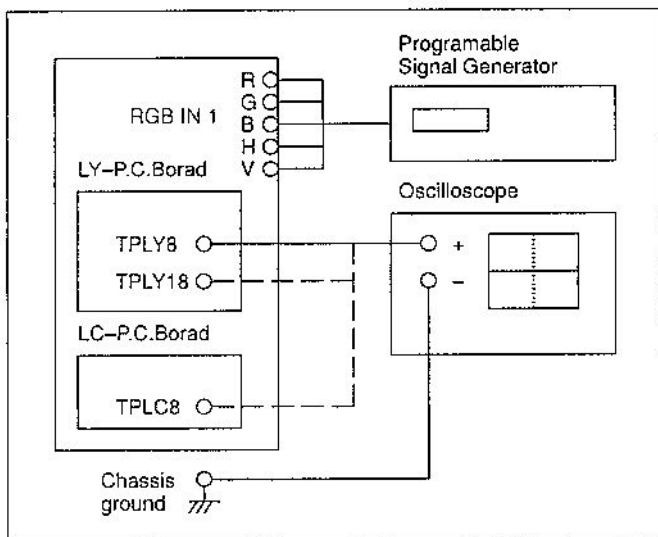 Programable
Signal Generator
R
G
RGB IN 1
B
H
V
LY-P.C.Borad
Oscilloscope
TPLY8
+
TPLY18
–
LC-P.C.Borad
TPLC8
Chassis
ground